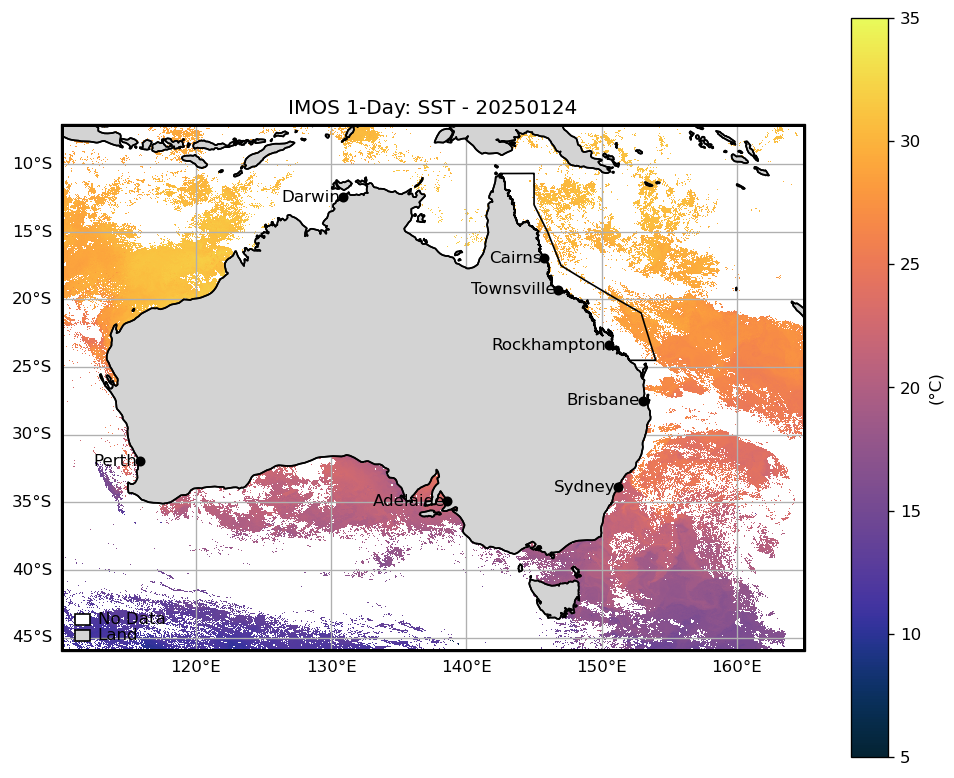 IMOS 1-Day: SST - 20250124
35
30
25
20
15
10
5
(°C)
10°S
15°S
20°S
25°S
30°S
35°S
40°S
45°S
Darwin
Cairns
Townsville
Rockhampton
Brisbane
Perth
Sydney
Adelaide
No Data
Land
120°E 130°E 140°E 150°E 160°E